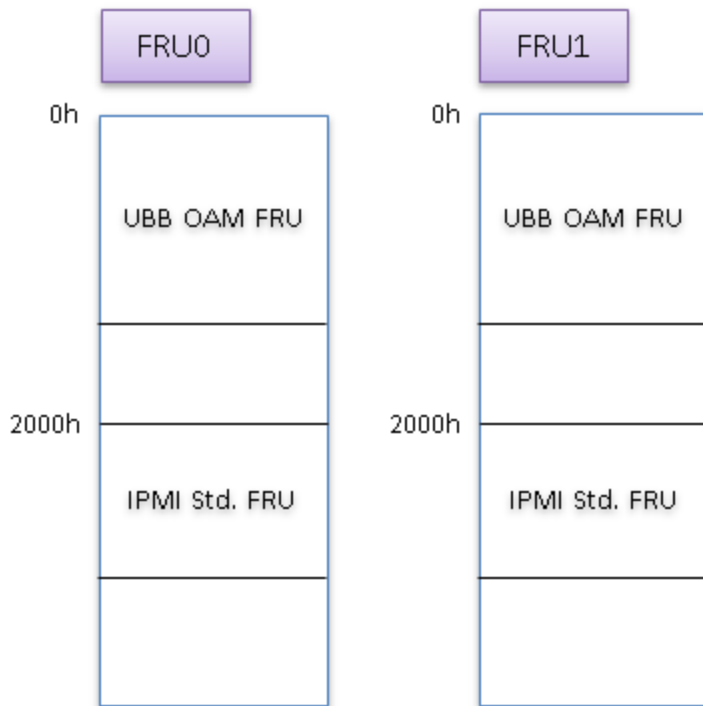 FRU0
FRU1
0h
0h
UBB OAM FRU
UBB OAM FRU
2000h
2000h
IPMI Std. FRU
IPMI Std. FRU